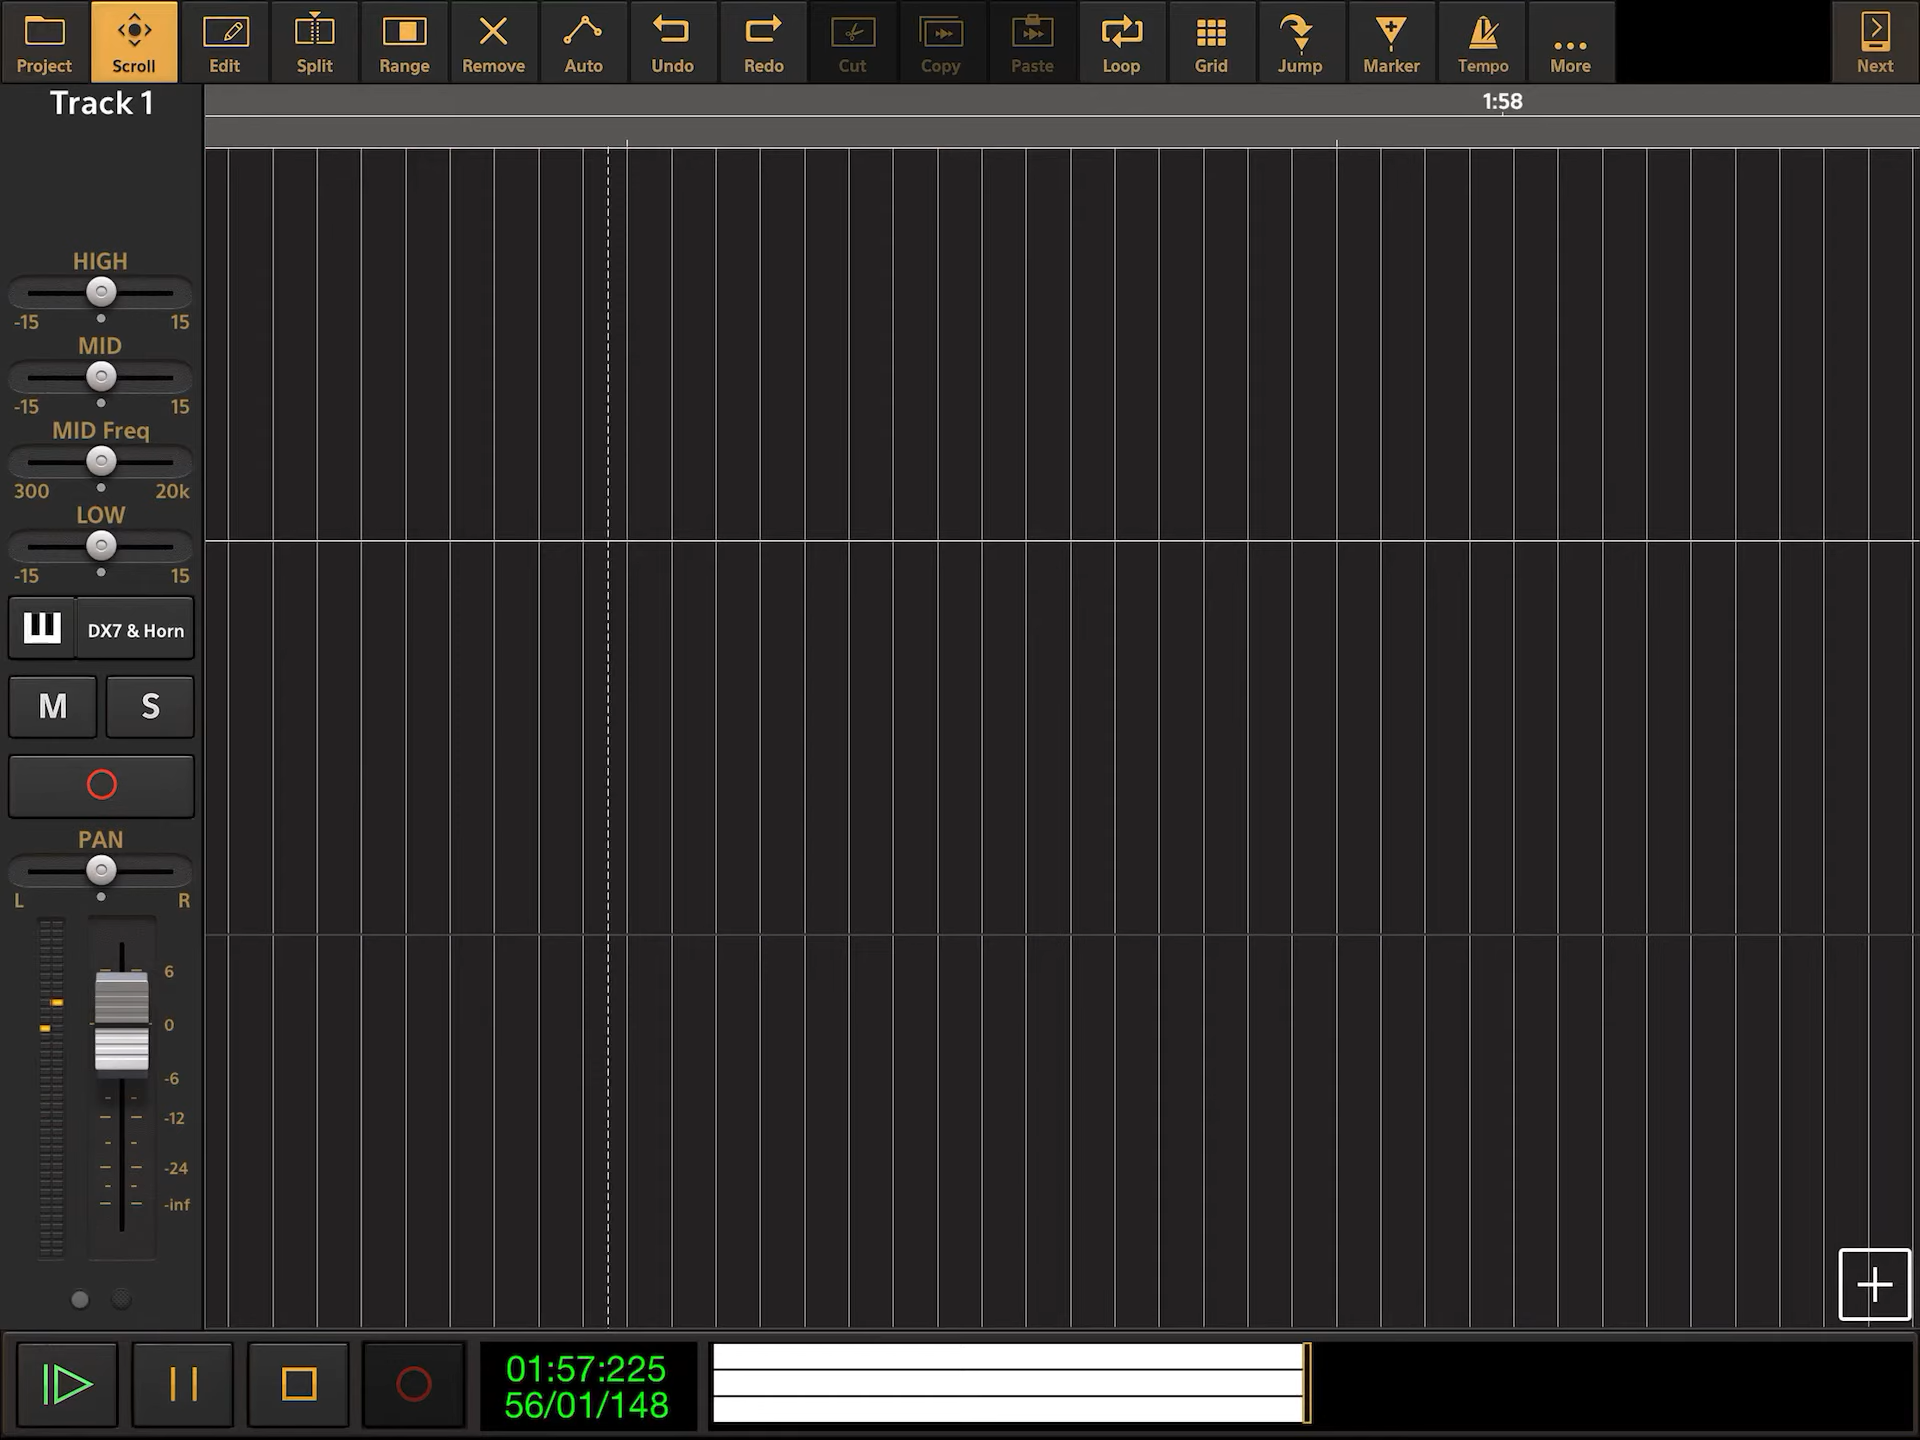 Project Scroll Edit Split Range Remove Auto Undo Redo Cut Copy Paste Loop Grid Jump Marker Tempo More Next
Track 1
1:58
HIGH
-15 15
MID
-15 15
MID Freq
300 20k
LOW
-15 15
DX7 & Horn
M S
PAN
L R
6
0
-6
-12
-24
-inf
01:57:225
56/01/148